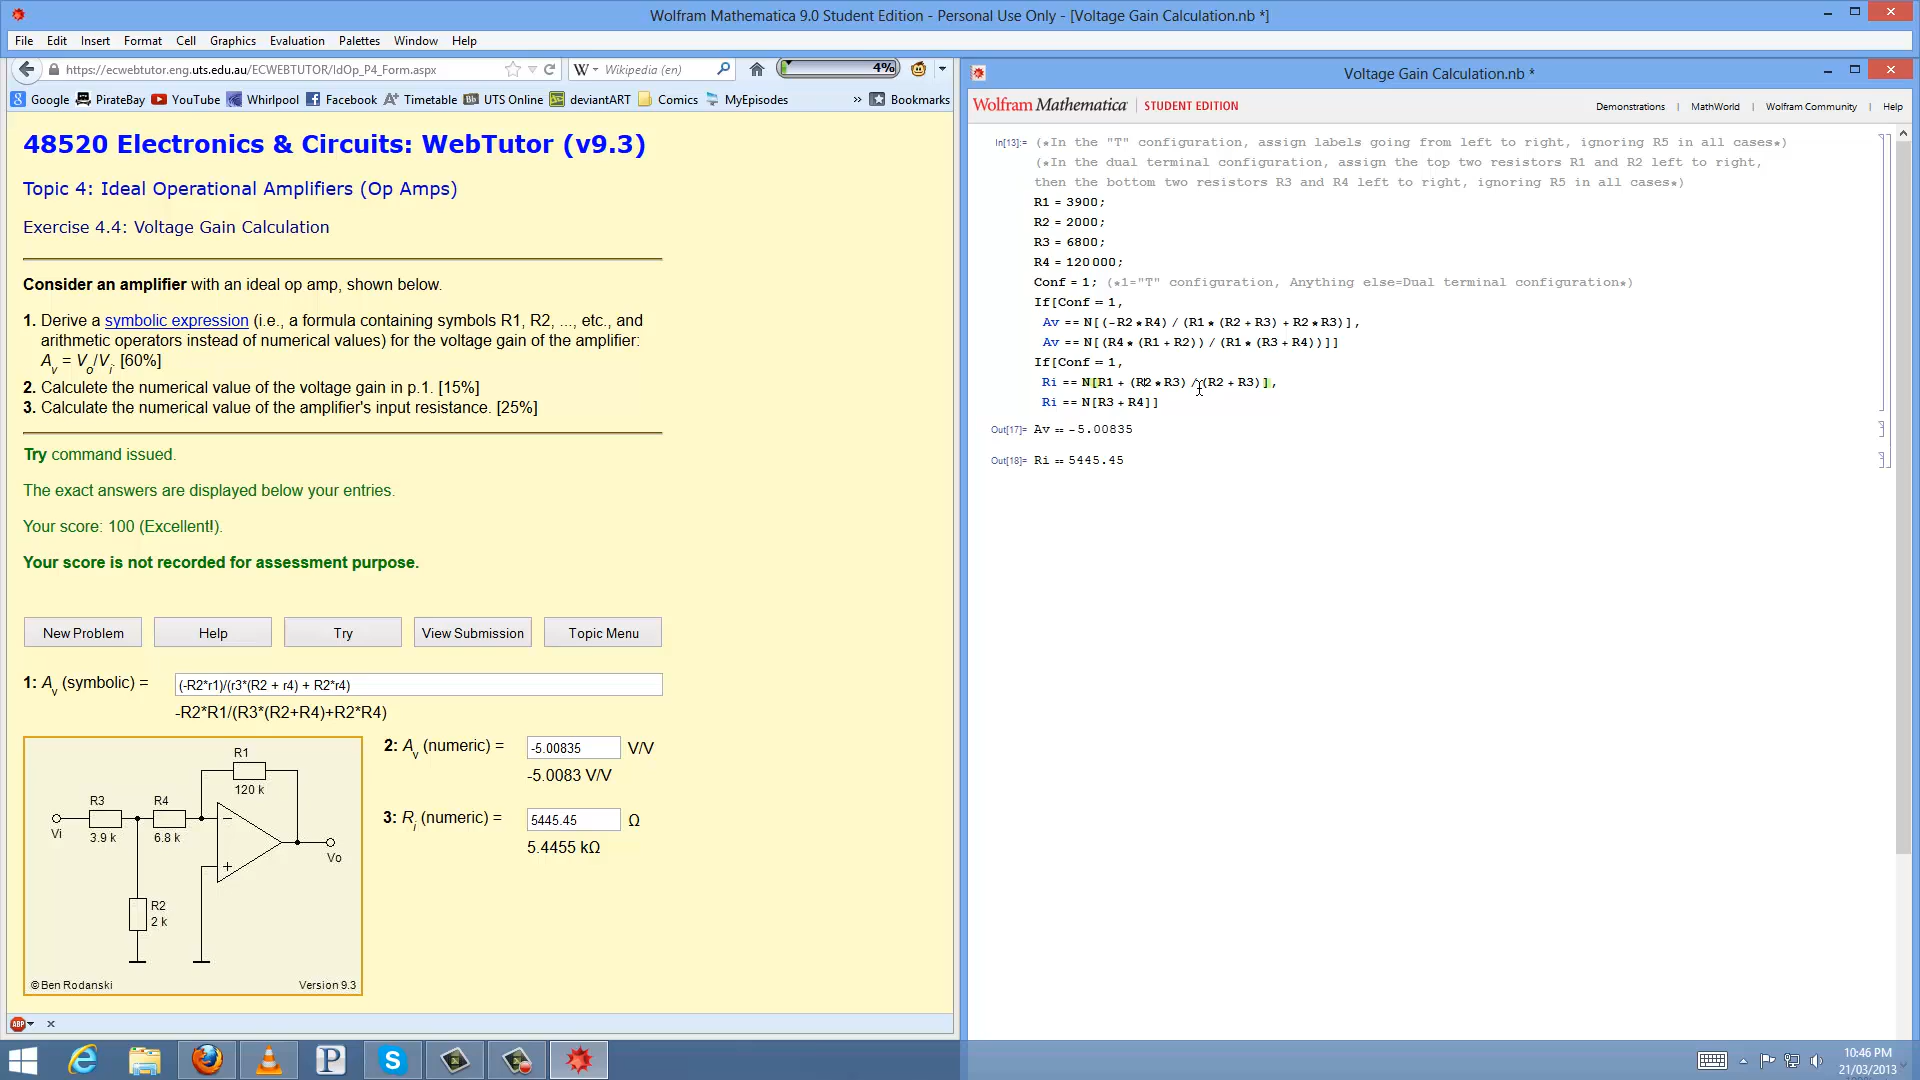 Wolfram Mathematica 9.0 Student Edition - Personal Use Only - [Voltage Gain Calculation.nb *]
File Edit Insert Format Cell Graphics Evaluation Palettes Window Help
https://ecwebtutor.eng.uts.edu.au/ECWEBTUTOR/IdOp_P4_Form.aspx
W Wikipedia (en)
4%
Google PirateBay YouTube Whirlpool Facebook Timetable UTS Online deviantART Comics MyEpisodes » Bookmarks
48520 Electronics & Circuits: WebTutor (v9.3)
Topic 4: Ideal Operational Amplifiers (Op Amps)
Exercise 4.4: Voltage Gain Calculation
Consider an amplifier with an ideal op amp, shown below.
1. Derive a symbolic expression (i.e., a formula containing symbols R1, R2, ..., etc., and
arithmetic operators instead of numerical values) for the voltage gain of the amplifier:
Av = Vo/Vi. [60%]
2. Calculete the numerical value of the voltage gain in p.1. [15%]
3. Calculate the numerical value of the amplifier's input resistance. [25%]
Try command issued.
The exact answers are displayed below your entries.
Your score: 100 (Excellent!).
Your score is not recorded for assessment purpose.
New Problem Help Try View Submission Topic Menu
1: Av (symbolic) = (-R2*r1)/(r3*(R2 + r4) + R2*r4)
-R2*R1/(R3*(R2+R4)+R2*R4)
R1
120 k
R3
3.9 k
R4
6.8 k
Vi
−
+
Vo
R2
2 k
©Ben Rodanski Version 9.3
2: Av (numeric) = -5.00835 V/V
-5.0083 V/V
3: Ri (numeric) = 5445.45 Ω
5.4455 kΩ
ABP
Voltage Gain Calculation.nb *
Wolfram Mathematica | STUDENT EDITION
Demonstrations | MathWorld | Wolfram Community | Help
In[13]:= (*In the "T" configuration, assign labels going from left to right, ignoring R5 in all cases*)
(*In the dual terminal configuration, assign the top two resistors R1 and R2 left to right,
then the bottom two resistors R3 and R4 left to right, ignoring R5 in all cases*)
R1 = 3900;
R2 = 2000;
R3 = 6800;
R4 = 120000;
Conf = 1; (*1="T" configuration, Anything else=Dual terminal configuration*)
If[Conf = 1,
Av == N[(-R2*R4)/(R1*(R2+R3)+R2*R3)],
Av == N[(R4*(R1+R2))/(R1*(R3+R4))]]
If[Conf = 1,
Ri == N[R1+(R2*R3)/(R2+R3)],
Ri == N[R3+R4]]
Out[17]= Av == -5.00835
Out[18]= Ri == 5445.45
P
S
10:46 PM
21/03/2013